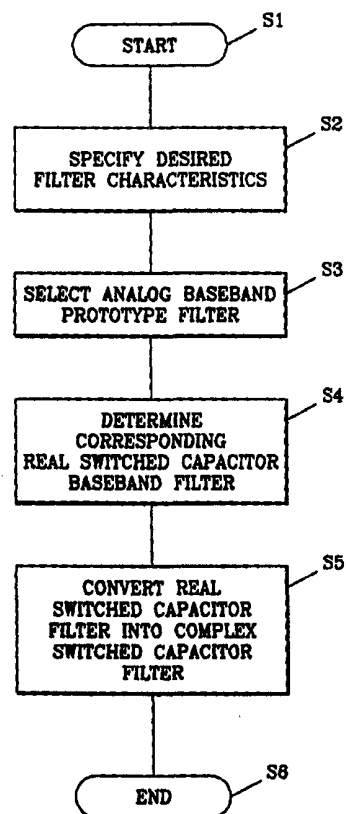 START
S1
SPECIFY DESIRED
FILTER CHARACTERISTICS
S2
SELECT ANALOG BASEBAND
PROTOTYPE FILTER
S3
DETERMINE
CORRESPONDING
REAL SWITCHED CAPACITOR
BASEBAND FILTER
S4
CONVERT REAL
SWITCHED CAPACITOR
FILTER INTO COMPLEX
SWITCHED CAPACITOR
FILTER
S5
END
S6